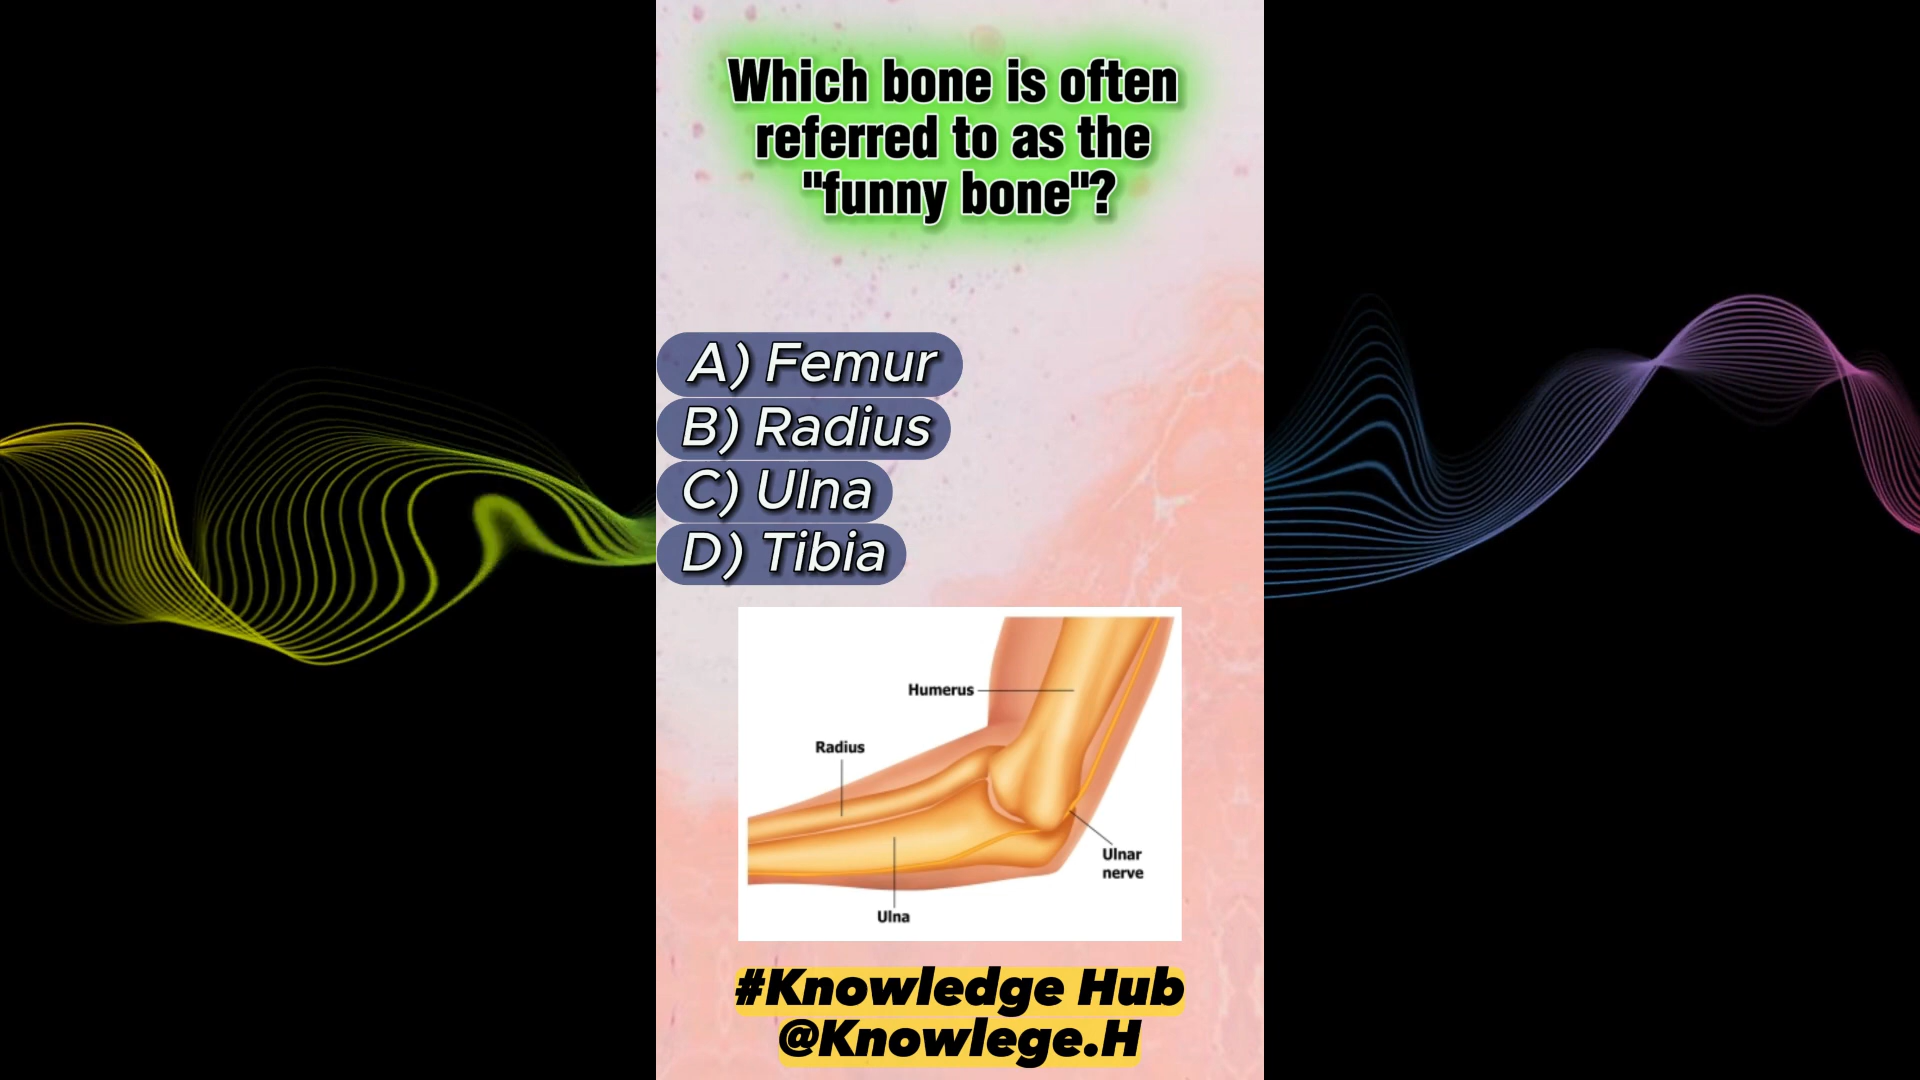 Which bone is often
referred to as the
"funny bone"?
A) Femur
B) Radius
C) Ulna
D) Tibia
Humerus
Radius
Ulnar
nerve
Ulna
#Knowledge Hub
@Knowlege.H